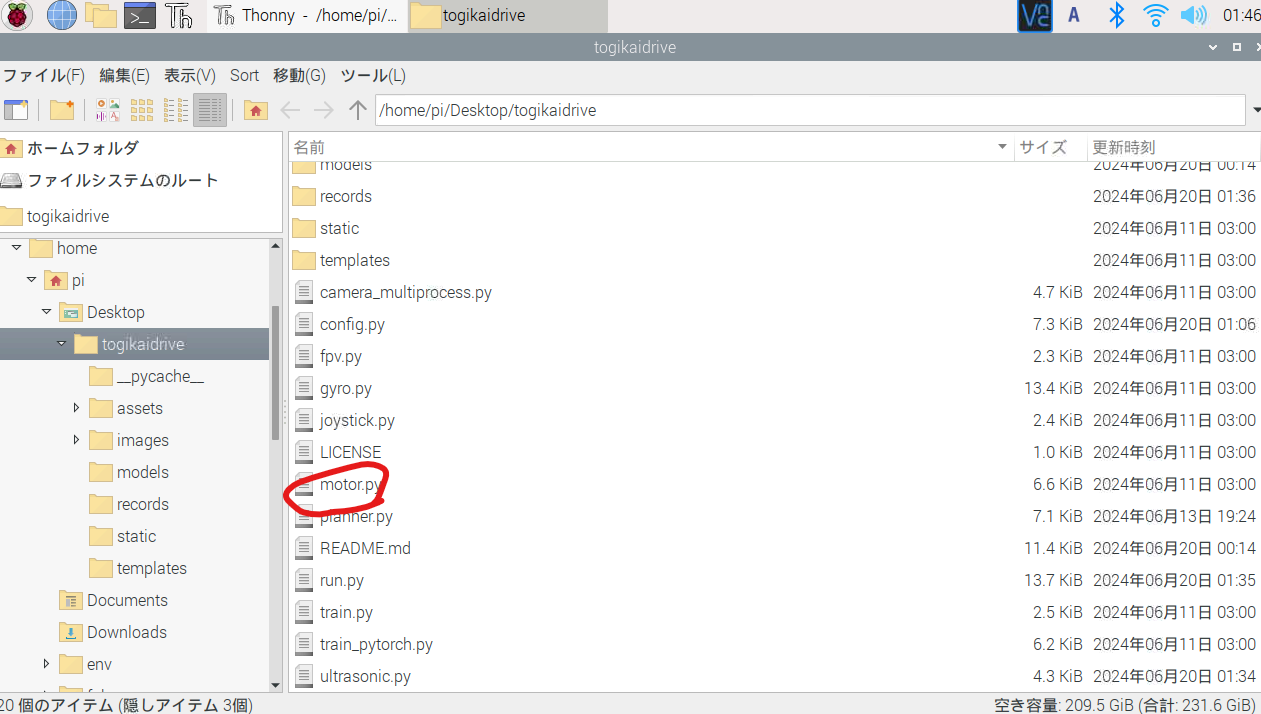 Thonny - /home/pi/... togikaidrive A 01:46
togikaidrive
ファイル(F) 編集(E) 表示(V) Sort 移動(G) ツール(L)
/home/pi/Desktop/togikaidrive
ホームフォルダ
ファイルシステムのルート
togikaidrive
home
pi
Desktop
togikaidrive
__pycache__
assets
images
models
records
static
templates
Documents
Downloads
env
名前 サイズ 更新時刻
models 2024年06月20日 00:14
records 2024年06月20日 01:36
static 2024年06月11日 03:00
templates 2024年06月11日 03:00
camera_multiprocess.py 4.7 KiB 2024年06月11日 03:00
config.py 7.3 KiB 2024年06月20日 01:06
fpv.py 2.3 KiB 2024年06月11日 03:00
gyro.py 13.4 KiB 2024年06月11日 03:00
joystick.py 2.4 KiB 2024年06月11日 03:00
LICENSE 1.0 KiB 2024年06月11日 03:00
motor.py 6.6 KiB 2024年06月11日 03:00
planner.py 7.1 KiB 2024年06月13日 19:24
README.md 11.4 KiB 2024年06月20日 00:14
run.py 13.7 KiB 2024年06月20日 01:35
train.py 2.5 KiB 2024年06月11日 03:00
train_pytorch.py 6.2 KiB 2024年06月11日 03:00
ultrasonic.py 4.3 KiB 2024年06月20日 01:34
20 個のアイテム (隠しアイテム 3個) 空き容量: 209.5 GiB (合計: 231.6 GiB)